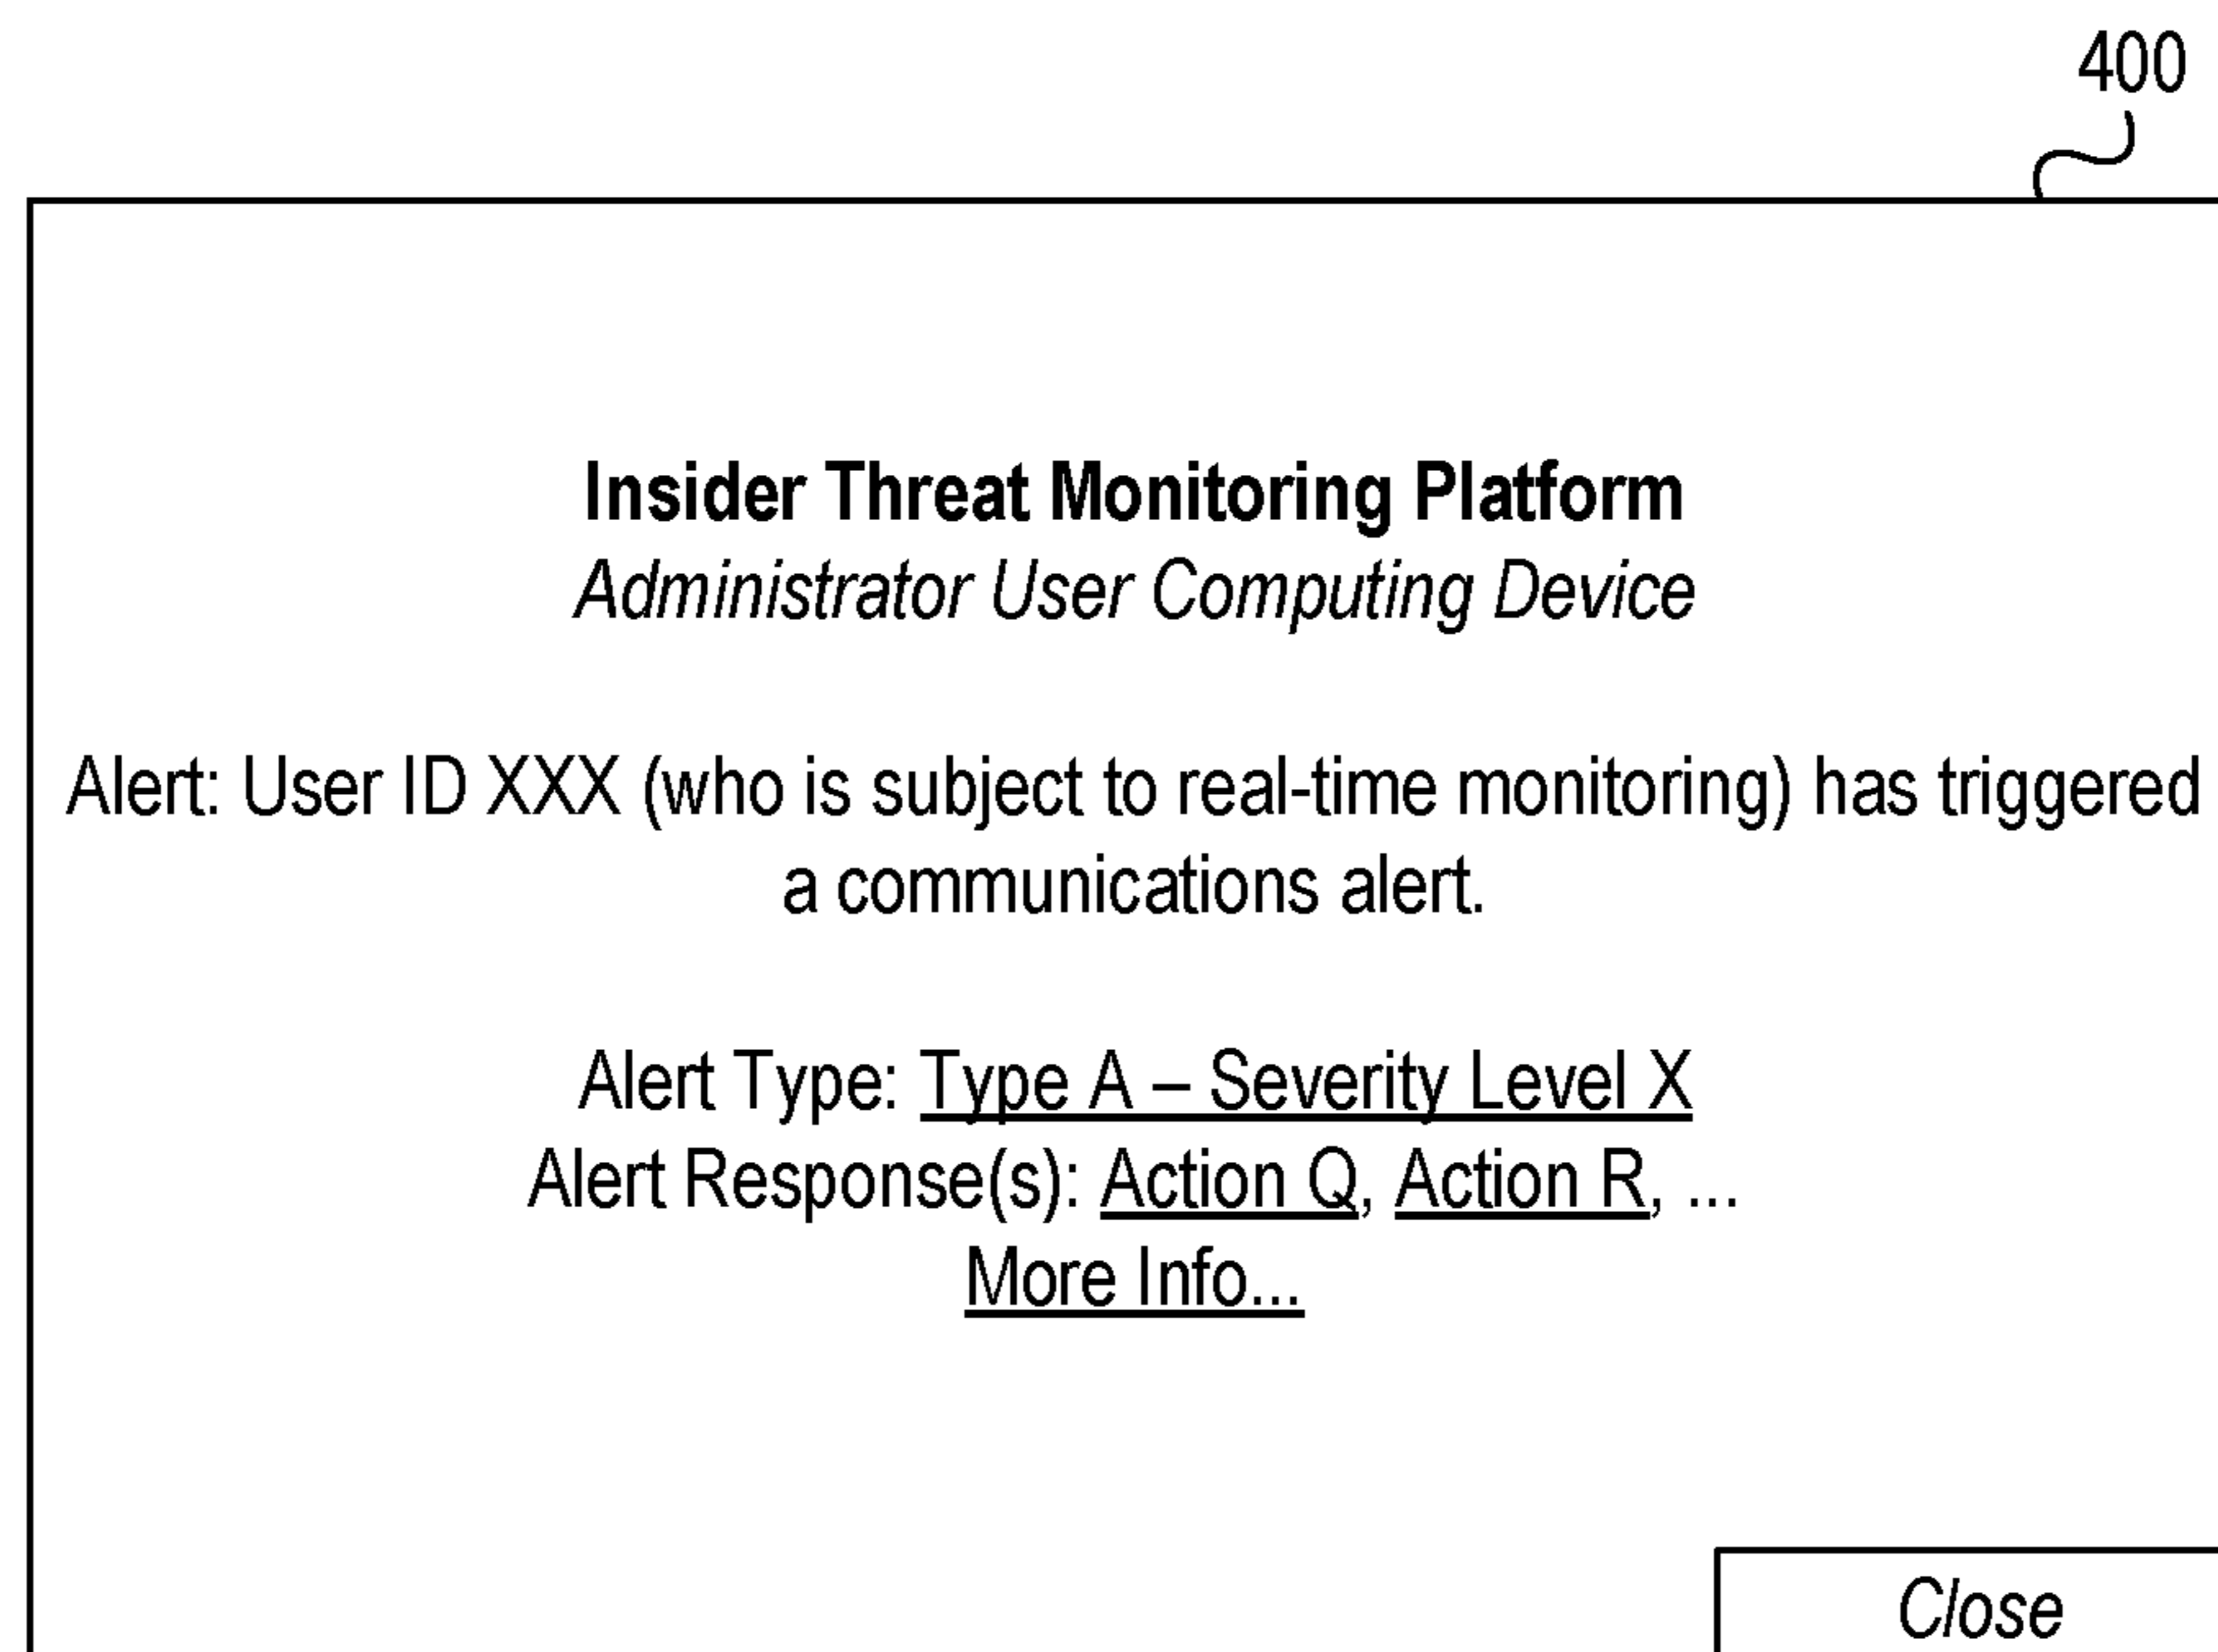 400
Insider Threat Monitoring Platform
Administrator User Computing Device
Alert: User ID XXX (who is subject to real-time monitoring) has triggered
a communications alert.
Alert Type: Type A – Severity Level X
Alert Response(s): Action Q, Action R, ...
More Info...
Close